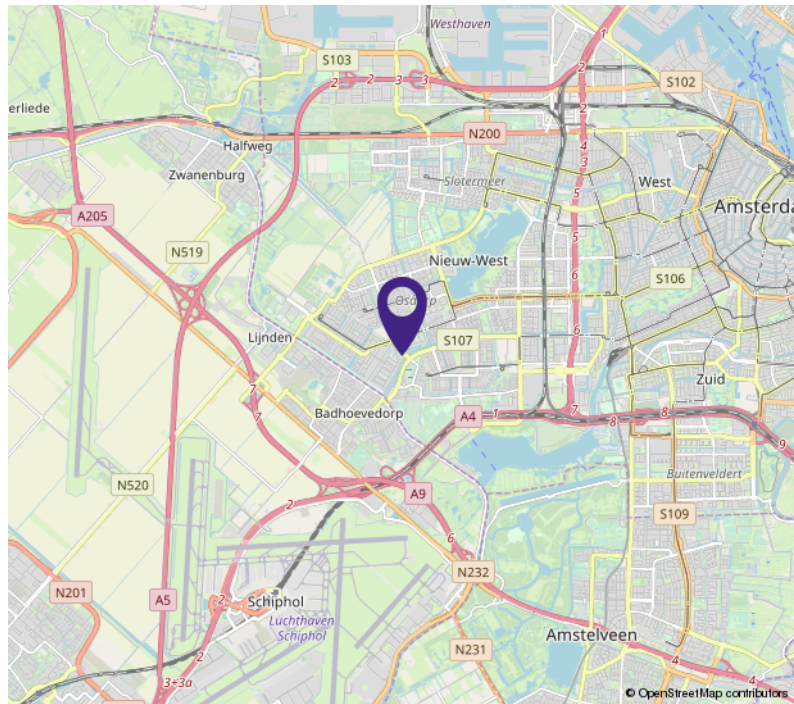 Westhaven
1
S103
2
2
3
3
2
S102
erliede
2
Halfweg
N200
4
3
Zwanenburg
Slotermeer
West
5
A205
Amsterda
N519
5
Nieuw-West
6
S106
Osdorp
6
Lijnden
S107
Zuid
7
7
Badhoevedorp
A4
1
7
8
8
9
N520
2
A9
Buitenveldert
6
S109
N232
N201
A5
2
Schiphol
Luchthaven
Schiphol
Amstelveen
2
N231
4
4
3+3a
© OpenStreetMap contributors